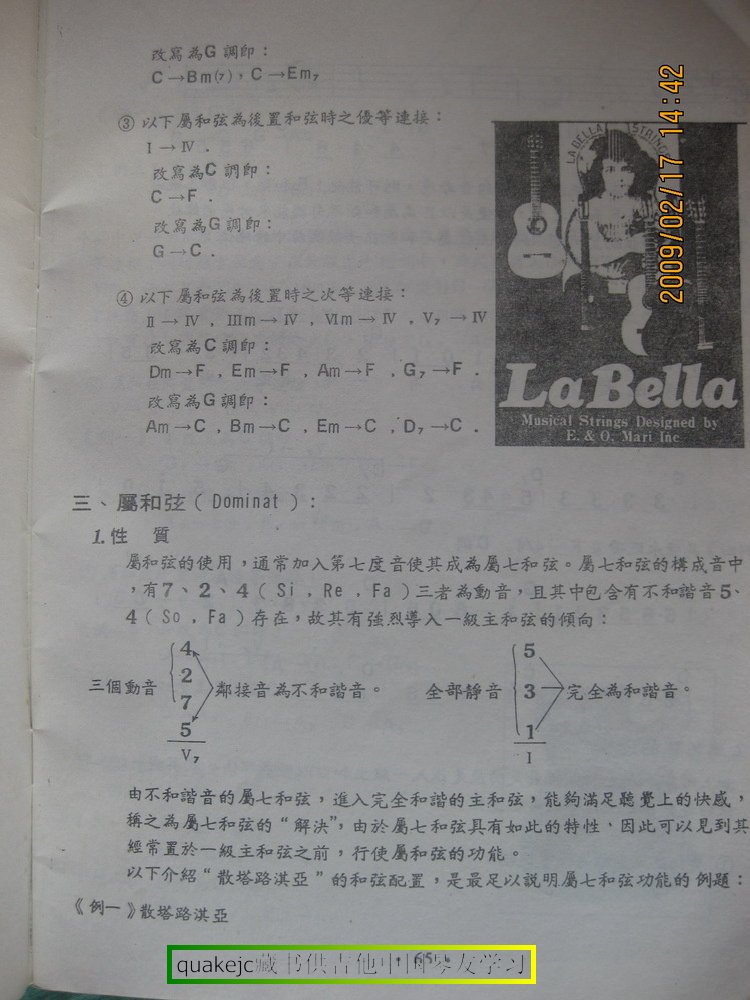 改寫為G 調即：
C→Bm(7)，C→Em₇
③ 以下屬和弦為後置和弦時之優等連接：
Ⅰ→Ⅳ．
改寫為C 調即：
C→F．
改寫為G 調即：
G→C．
④ 以下屬和弦為後置時之次等連接：
Ⅱ→Ⅳ，Ⅲm→Ⅳ，Ⅵm→Ⅳ．V₇→Ⅳ
改寫為C 調即：
Dm→F，Em→F，Am→F，G₇→F．
改寫為G 調即：
Am→C，Bm→C，Em→C，D₇→C．
LA BELLA STRINGS
La Bella
Musical Strings Designed by
E. & O. Mari Inc
2009/02/17 14:42
三、屬和弦（Dominat）：
1.性 質
屬和弦的使用，通常加入第七度音使其成為屬七和弦。屬七和弦的構成音中
，有7、2、4（Si，Re，Fa）三者為動音，且其中包含有不和諧音5、
4（So，Fa）存在，故其有強烈導入一級主和弦的傾向：
三個動音 4 2 7 5 鄰接音為不和諧音。 全部靜音 5 3 1 完全為和諧音。
V₇ I
由不和諧音的屬七和弦，進入完全和諧的主和弦，能夠滿足聽覺上的快感，
稱之為屬七和弦的“解決”，由於屬七和弦具有如此的特性、因此可以見到其
經常置於一級主和弦之前，行使屬和弦的功能。
以下介紹“散塔路淇亞”的和弦配置，是最足以説明屬七和弦功能的例題：
《例一》散塔路淇亞
65
quakejc藏书供吉他中国琴友学习